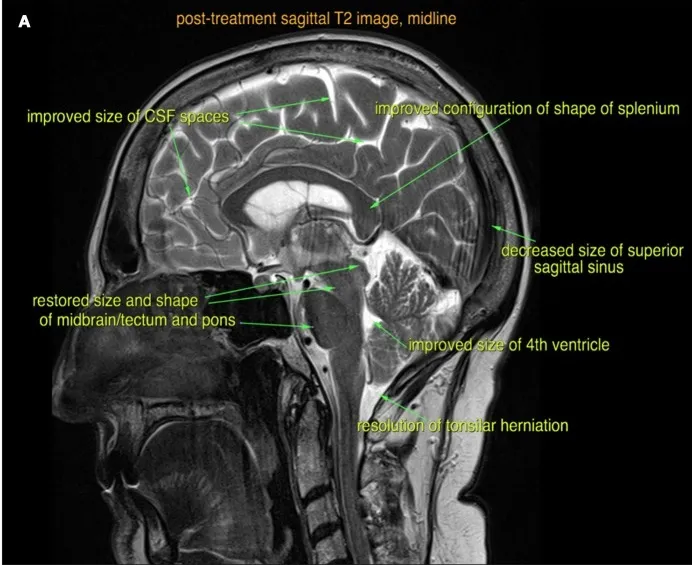 A
post-treatment sagittal T2 image, midline
improved size of CSF spaces
improved configuration of shape of splenium
decreased size of superior
sagittal sinus
restored size and shape
of midbrain/tectum and pons
improved size of 4th ventricle
resolution of tonsilar herniation